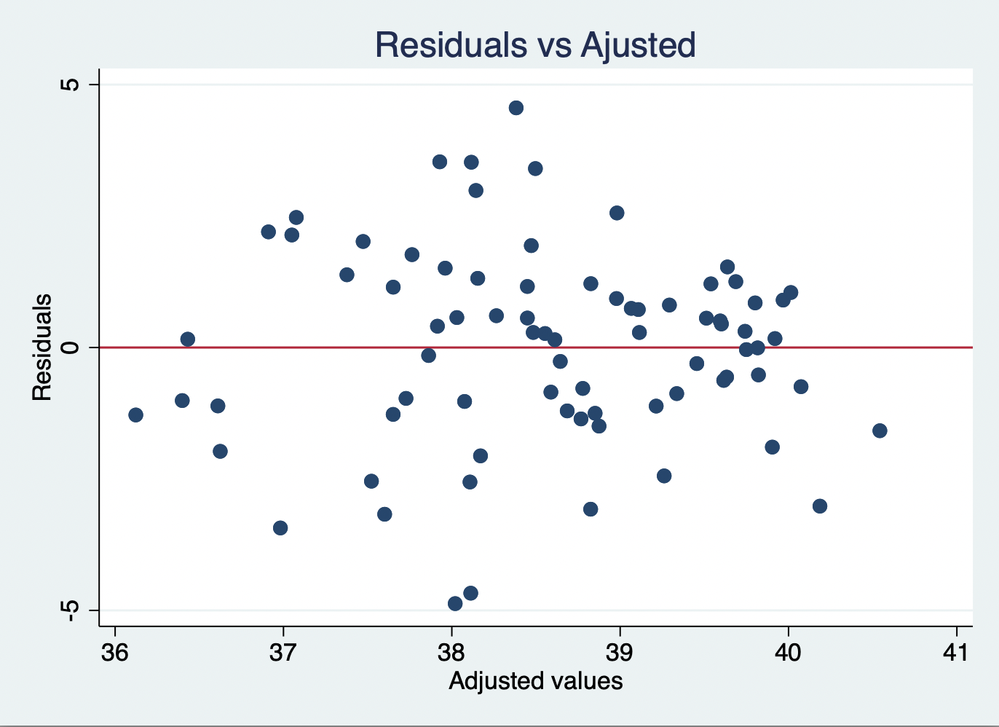 Residuals vs Ajusted
5
0
-5
Residuals
36 37 38 39 40 41
Adjusted values